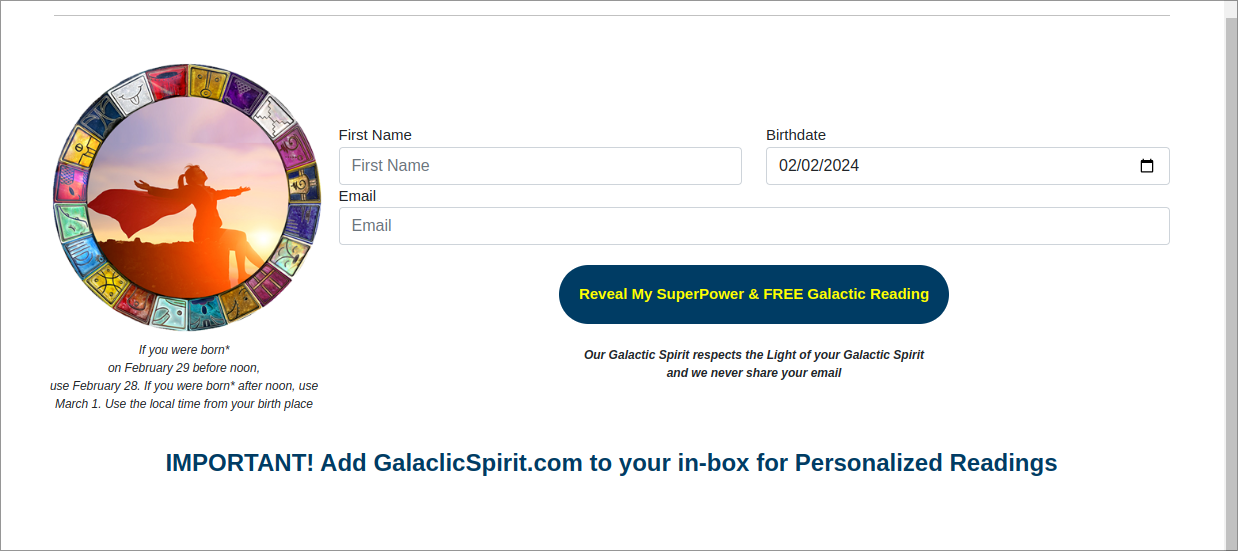 First Name
Birthdate
First Name
02/02/2024
Email
Email
Reveal My SuperPower & FREE Galactic Reading
If you were born*
on February 29 before noon,
use February 28. If you were born* after noon, use
March 1. Use the local time from your birth place
Our Galactic Spirit respects the Light of your Galactic Spirit
and we never share your email
IMPORTANT! Add GalaclicSpirit.com to your in-box for Personalized Readings